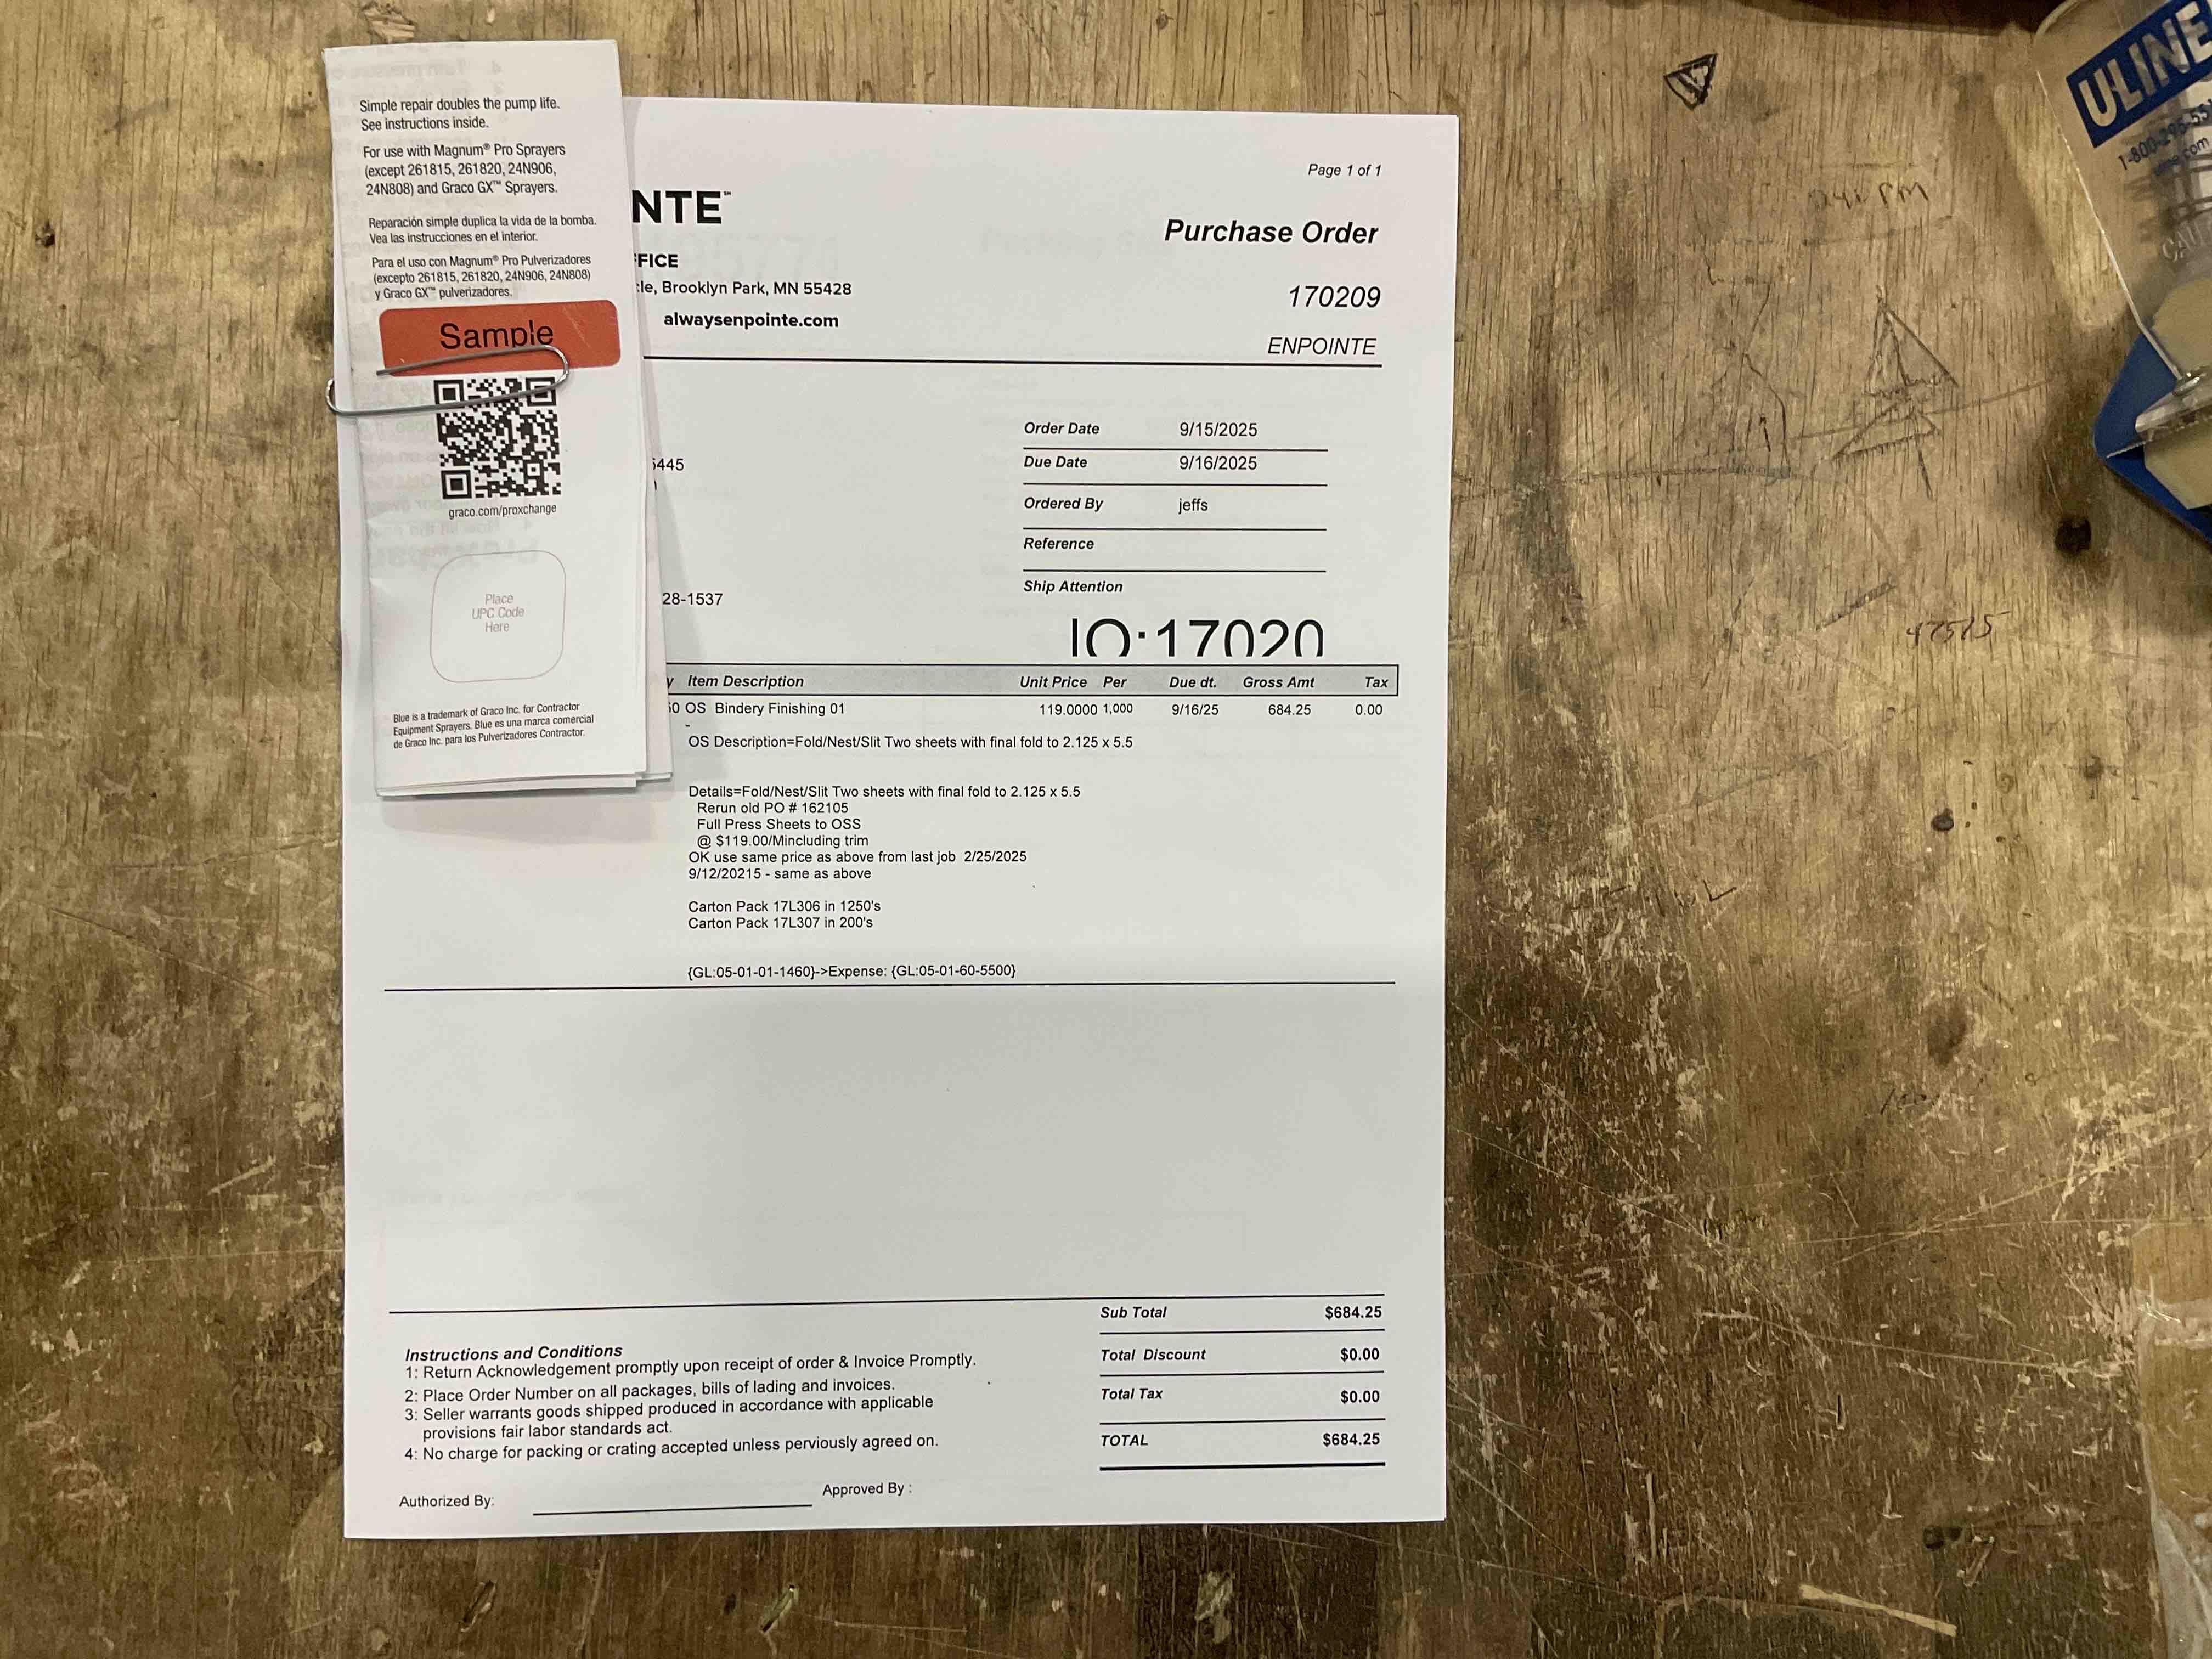 Simple repair doubles the pump life.
See instructions inside.
For use with Magnum® Pro Sprayers
(except 261815, 261820, 24N906,
24N808) and Graco GX™ Sprayers.
Reparación simple duplica la vida de la bomba.
Vea las instrucciones en el interior.
Para el uso con Magnum® Pro Pulverizadores
(excepto 261815, 261820, 24N906, 24N808)
y Graco GX™ pulverizadores.
Sample
graco.com/proxchange
Place
UPC Code
Here
Blue is a trademark of Graco Inc. for Contractor
Equipment Sprayers. Blue es una marca comercial
de Graco Inc. para los Pulverizadores Contractor.
Page 1 of 1
NTE
Purchase Order
FICE
170209
le, Brooklyn Park, MN 55428
alwaysenpointe.com
ENPOINTE
Order Date 9/15/2025
5445
Due Date 9/16/2025
Ordered By jeffs
Reference
Ship Attention
28-1537
17020
y Item Description Unit Price Per Due dt. Gross Amt Tax
50 OS Bindery Finishing 01 119.0000 1,000 9/16/25 684.25 0.00
-
OS Description=Fold/Nest/Slit Two sheets with final fold to 2.125 x 5.5
Details=Fold/Nest/Slit Two sheets with final fold to 2.125 x 5.5
Rerun old PO # 162105
Full Press Sheets to OSS
@ $119.00/Mincluding trim
OK use same price as above from last job 2/25/2025
9/12/20215 - same as above
Carton Pack 17L306 in 1250's
Carton Pack 17L307 in 200's
{GL:05-01-01-1460}->Expense: {GL:05-01-60-5500}
Sub Total $684.25
Total Discount $0.00
Total Tax $0.00
TOTAL $684.25
Instructions and Conditions
1: Return Acknowledgement promptly upon receipt of order & Invoice Promptly.
2: Place Order Number on all packages, bills of lading and invoices.
3: Seller warrants goods shipped produced in accordance with applicable
provisions fair labor standards act.
4: No charge for packing or crating accepted unless perviously agreed on.
Authorized By:
Approved By :
ULINE
47515